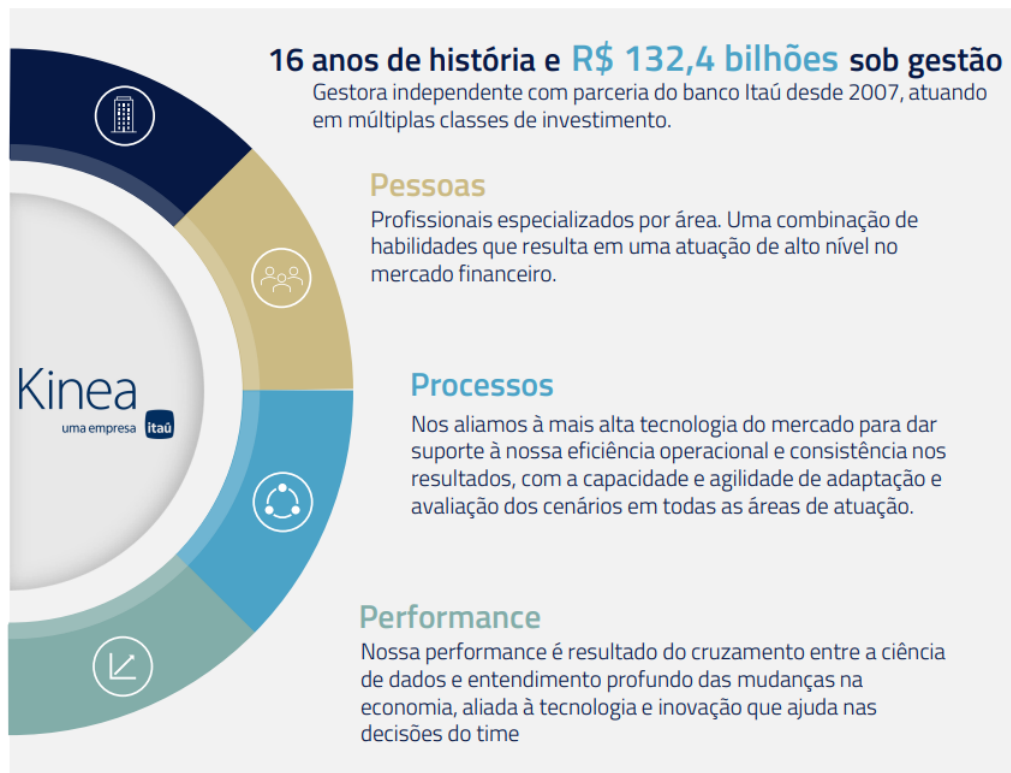 16 anos de história e R$ 132,4 bilhões sob gestão
Gestora independente com parceria do banco Itaú desde 2007, atuando
em múltiplas classes de investimento.
Pessoas
Profissionais especializados por área. Uma combinação de
habilidades que resulta em uma atuação de alto nível no
mercado financeiro.
Kinea
uma empresa itaú
Processos
Nos aliamos à mais alta tecnologia do mercado para dar
suporte à nossa eficiência operacional e consistência nos
resultados, com a capacidade e agilidade de adaptação e
avaliação dos cenários em todas as áreas de atuação.
Performance
Nossa performance é resultado do cruzamento entre a ciência
de dados e entendimento profundo das mudanças na
economia, aliada à tecnologia e inovação que ajuda nas
decisões do time